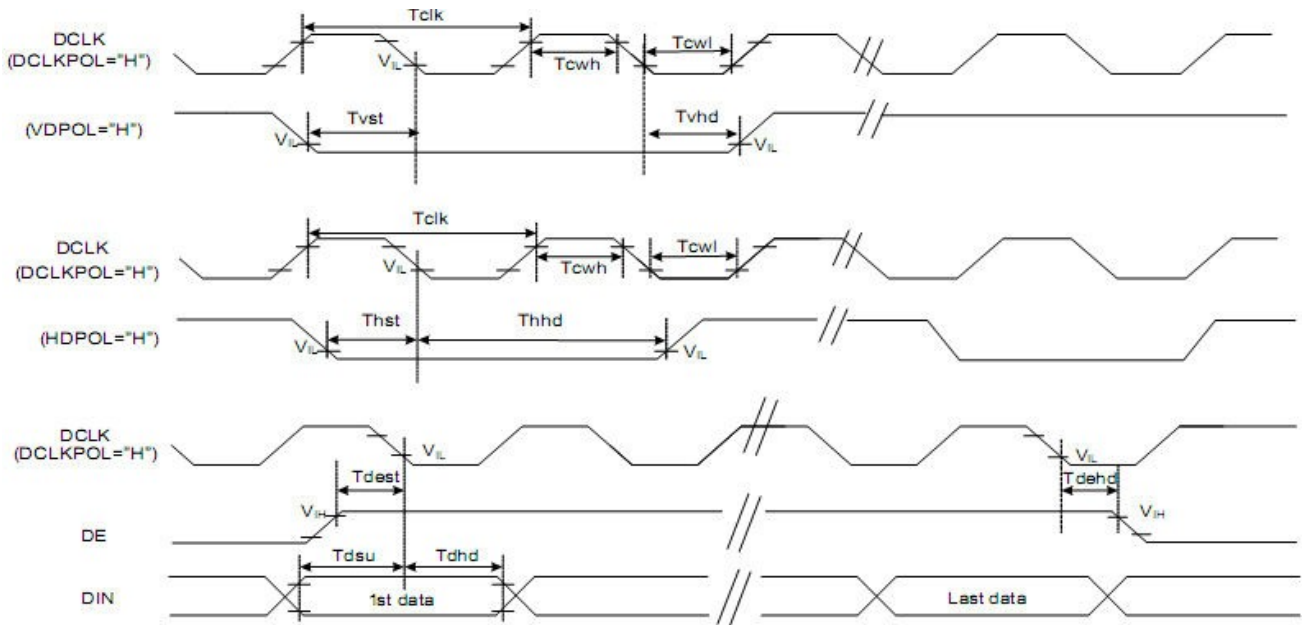 Tclk
DCLK
(DCLKPOL="H")
VIL
Tcwh
Tcwl
(VDPOL="H")
VIL
Tvst
Tvhd
VIL
Tclk
DCLK
(DCLKPOL="H")
VIL
Tcwh
Tcwl
(HDPOL="H")
VIL
Thst
Thhd
VIL
DCLK
(DCLKPOL="H")
VIL
VIL
Tdest
Tdehd
VIH
VIH
DE
Tdsu
Tdhd
DIN
1st data
Last data